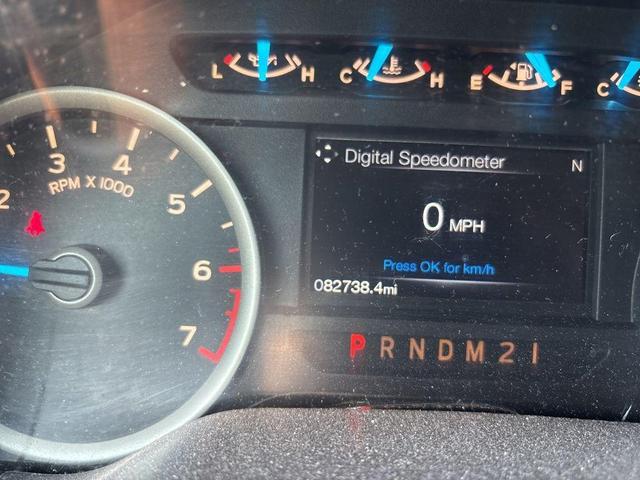 L H C H E F C
Digital Speedometer N
0 MPH
Press OK for km/h
082738.4mi
P R N D M 2 1
2 3 4 5 6 7
RPM X 1000